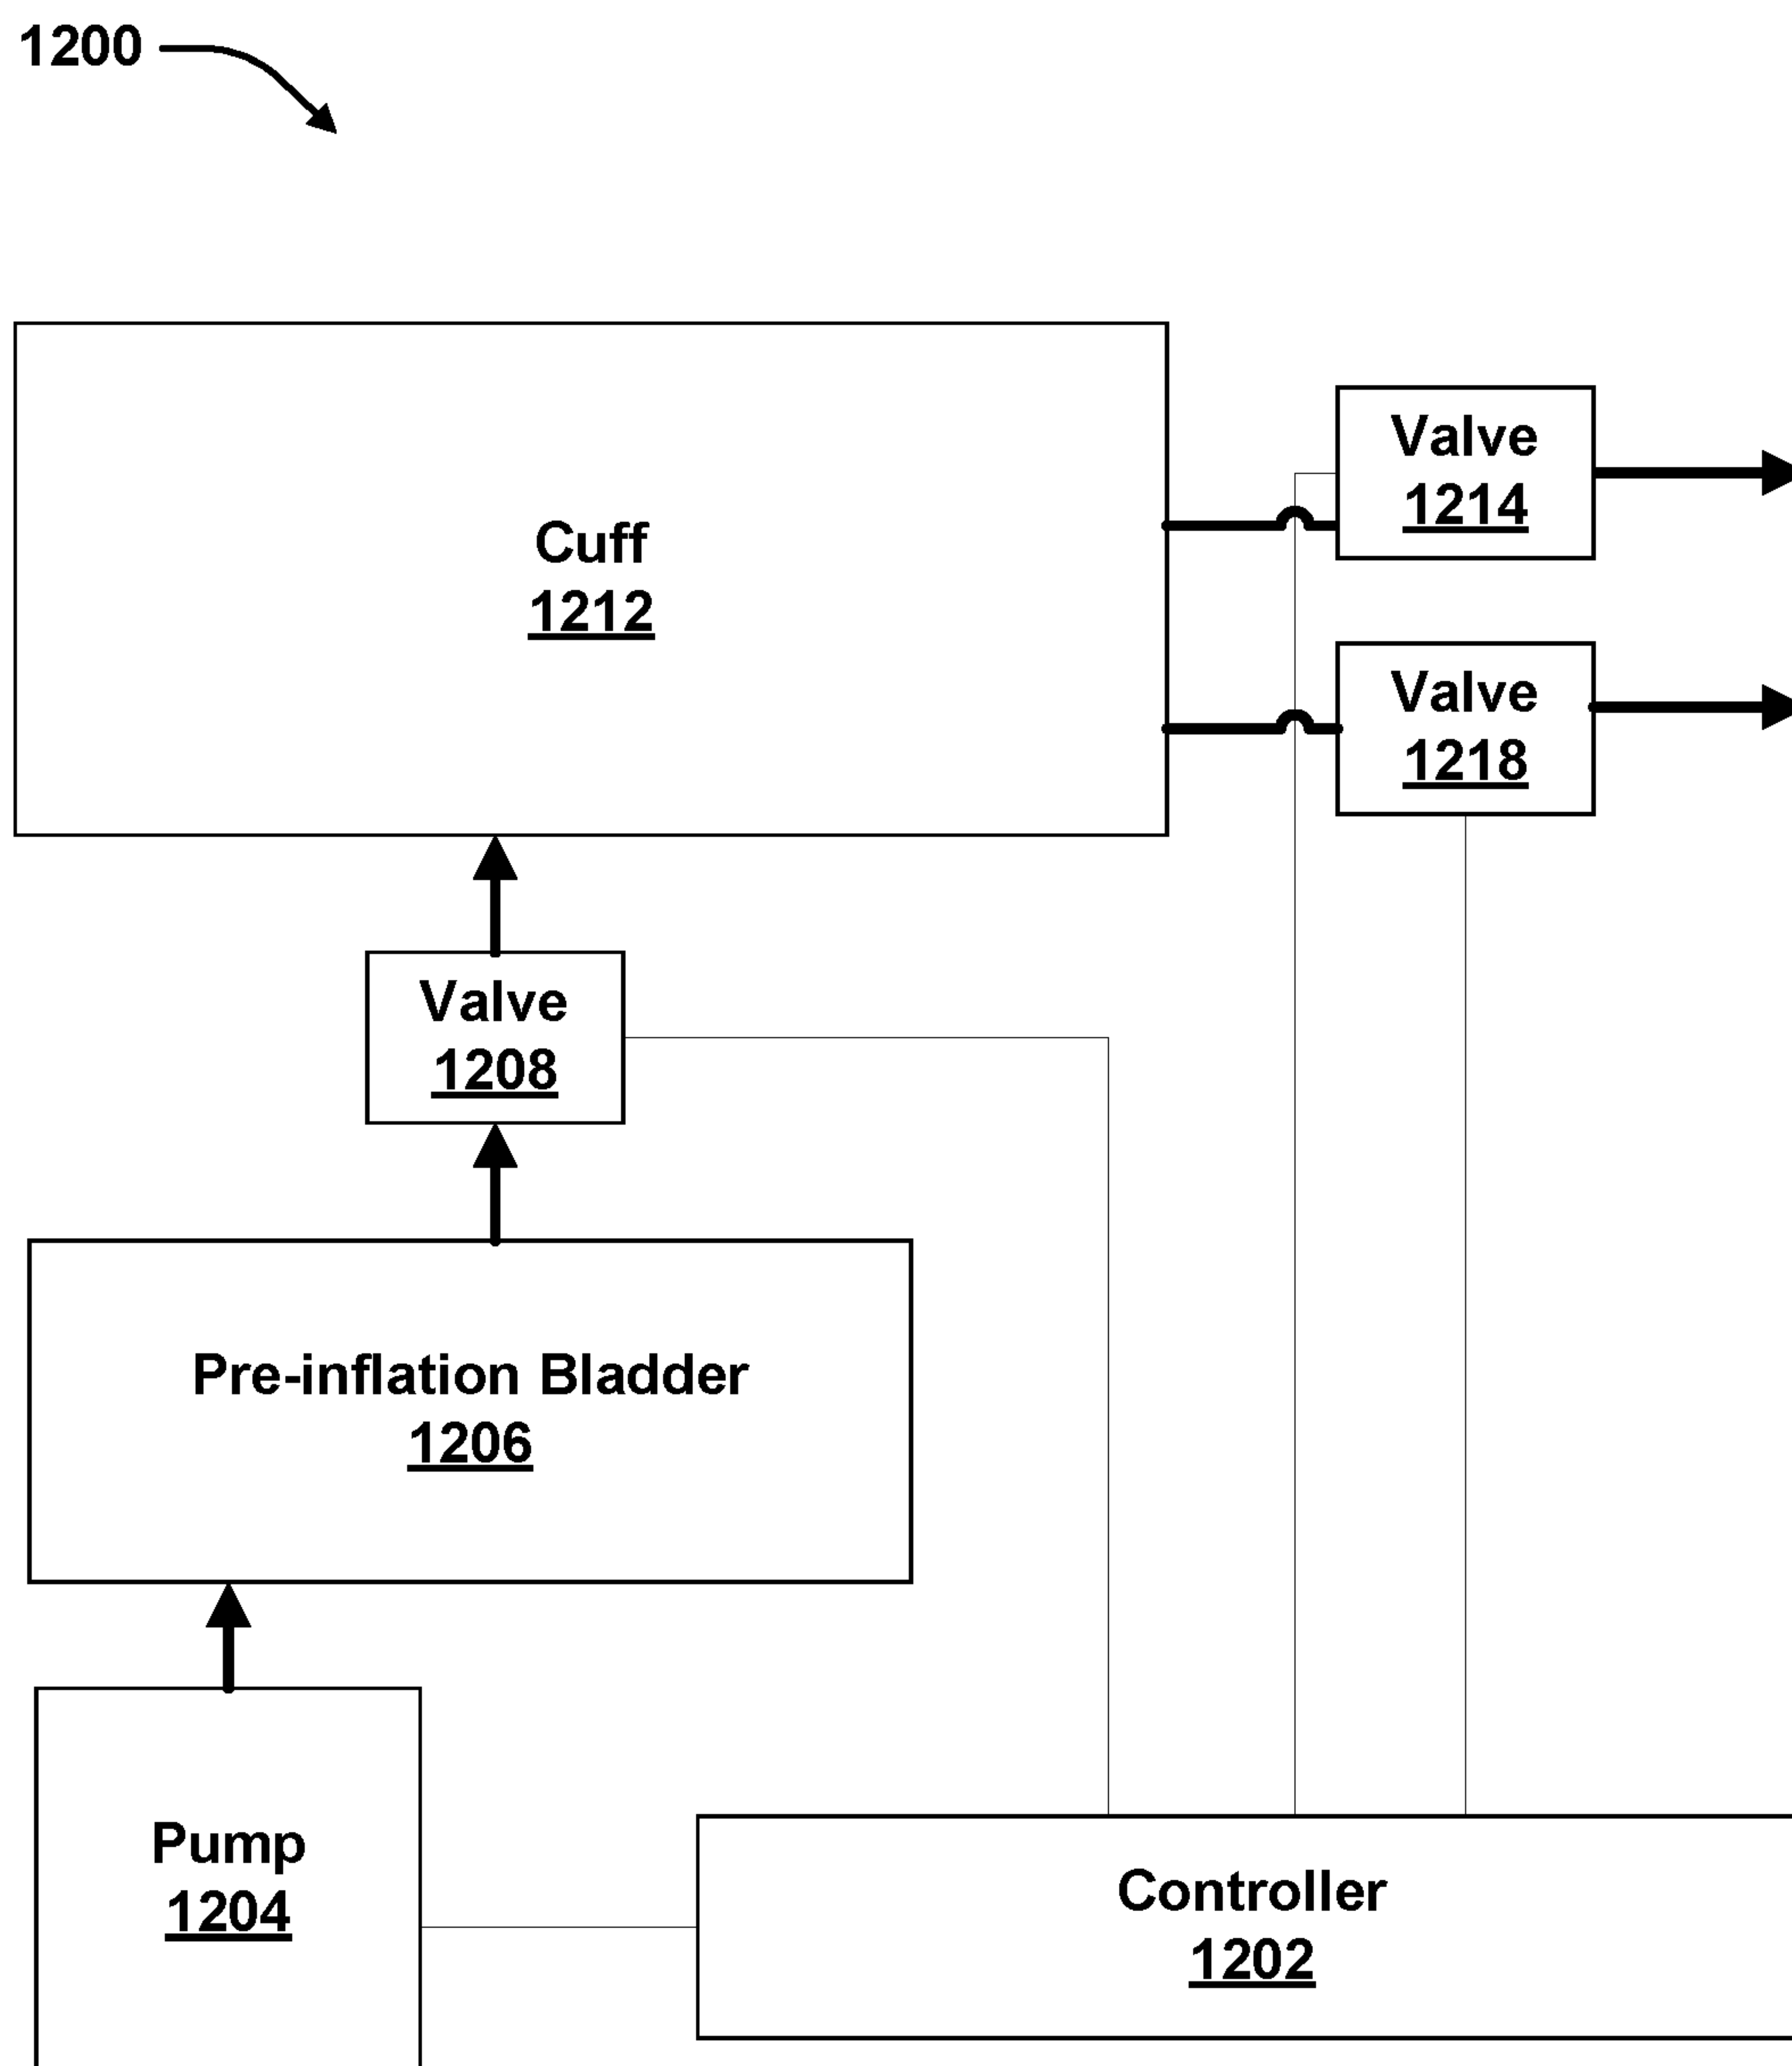 1200
Cuff
1212
Valve
1214
Valve
1218
Valve
1208
Pre-inflation Bladder
1206
Pump
1204
Controller
1202